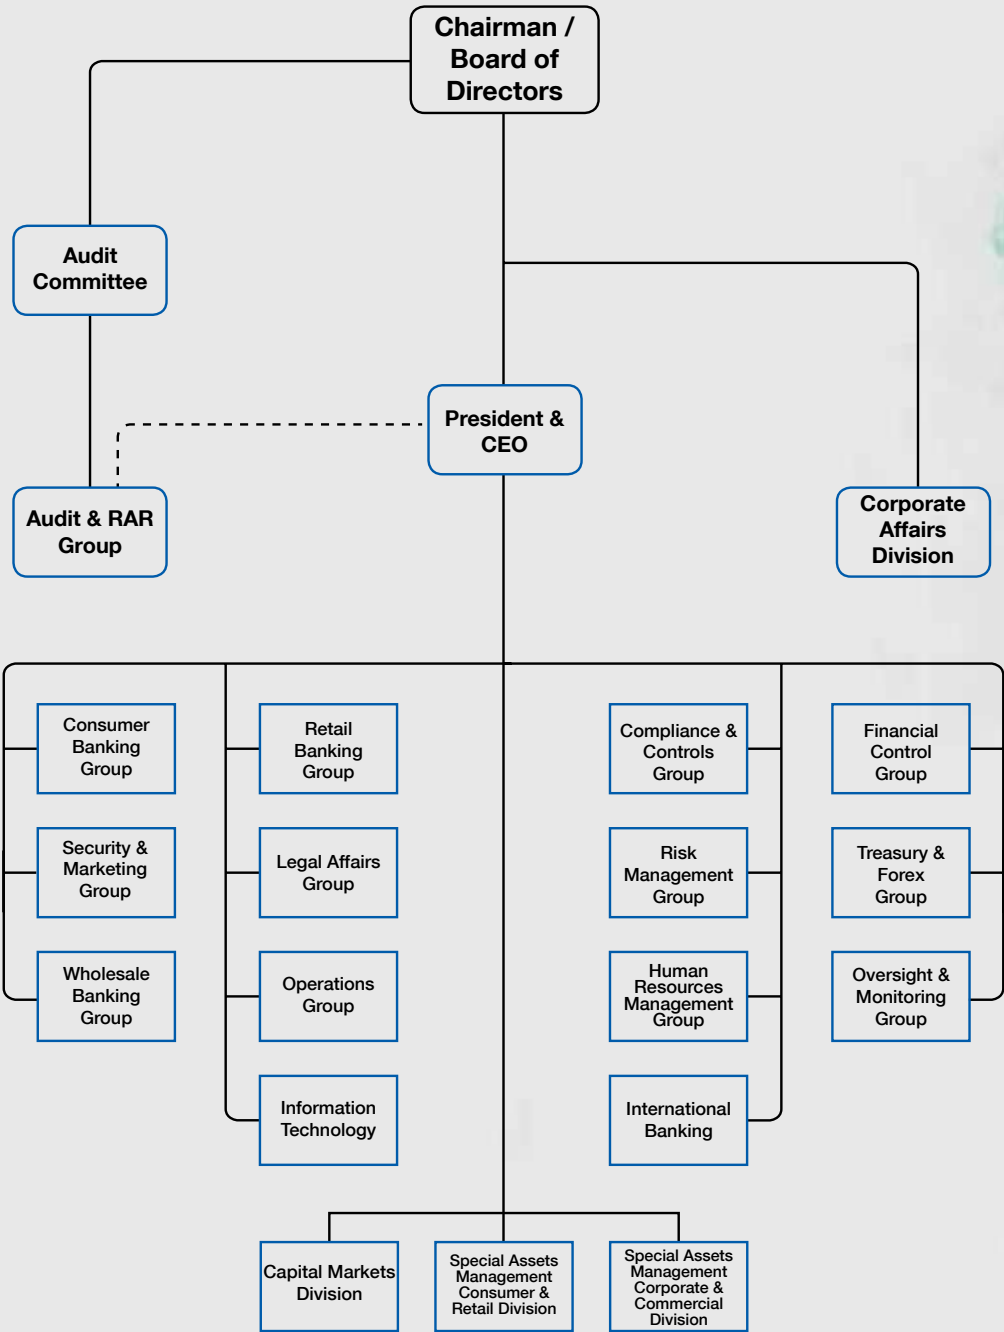 Chairman /
Board of
Directors
Audit
Committee
President &
CEO
Audit & RAR
Group
Corporate
Affairs
Division
Consumer
Banking
Group
Retail
Banking
Group
Compliance &
Controls
Group
Financial
Control
Group
Security &
Marketing
Group
Legal Affairs
Group
Risk
Management
Group
Treasury &
Forex
Group
Wholesale
Banking
Group
Operations
Group
Human
Resources
Management
Group
Oversight &
Monitoring
Group
Information
Technology
International
Banking
Capital Markets
Division
Special Assets
Management
Consumer &
Retail Division
Special Assets
Management
Corporate &
Commercial
Division